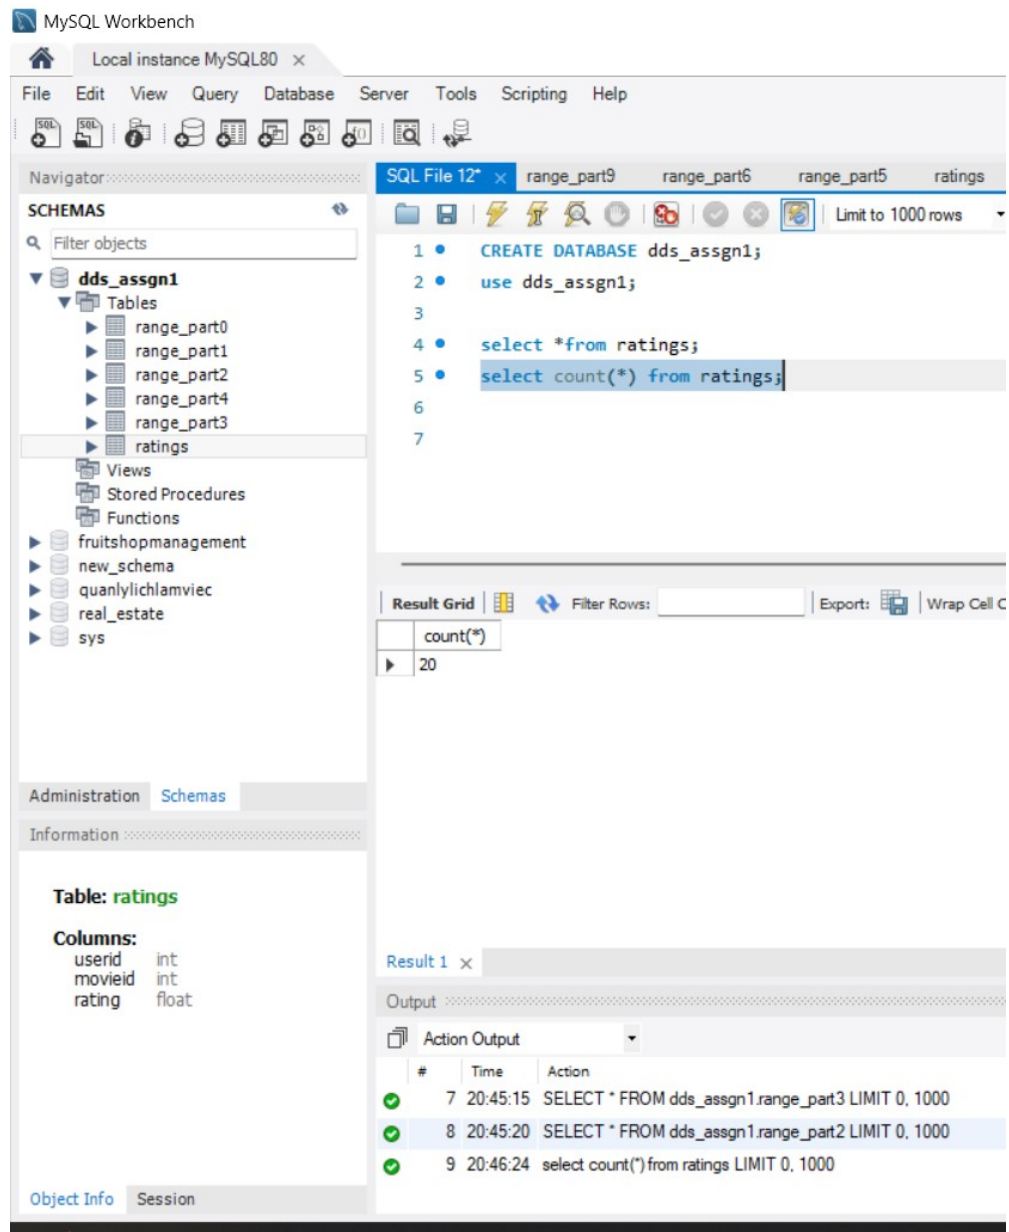 MySQL Workbench
Local instance MySQL80
File Edit View Query Database Server Tools Scripting Help
Navigator
SCHEMAS
Filter objects
dds_assgn1
Tables
range_part0
range_part1
range_part2
range_part4
range_part3
ratings
Views
Stored Procedures
Functions
fruitshopmanagement
new_schema
quanlylichlamviec
real_estate
sys
Administration Schemas
Information
Table: ratings
Columns:
userid int
movieid int
rating float
Object Info Session
SQL File 12* range_part9 range_part6 range_part5 ratings
Limit to 1000 rows
1 CREATE DATABASE dds_assgn1;
2 use dds_assgn1;
3
4 select *from ratings;
5 select count(*) from ratings;
6
7
Result Grid Filter Rows: Export: Wrap Cell C
count(*)
20
Result 1
Output
Action Output
# Time Action
7 20:45:15 SELECT * FROM dds_assgn1.range_part3 LIMIT 0, 1000
8 20:45:20 SELECT * FROM dds_assgn1.range_part2 LIMIT 0, 1000
9 20:46:24 select count(*) from ratings LIMIT 0, 1000